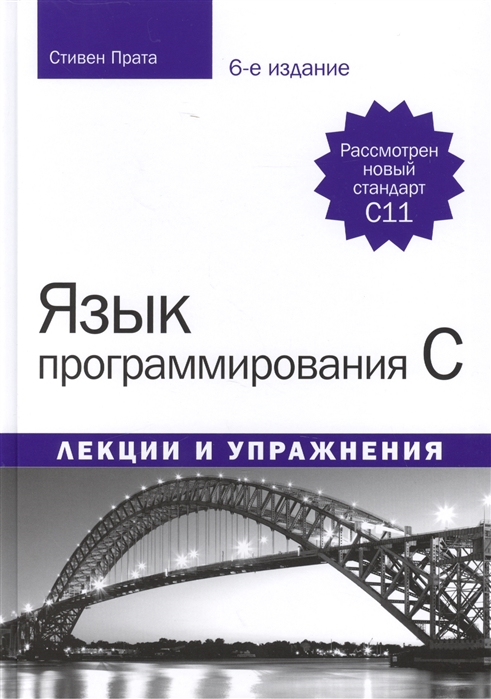 Стивен Прата
6-е издание
Рассмотрен
новый
стандарт
C11
Язык
программирования C
ЛЕКЦИИ И УПРАЖНЕНИЯ